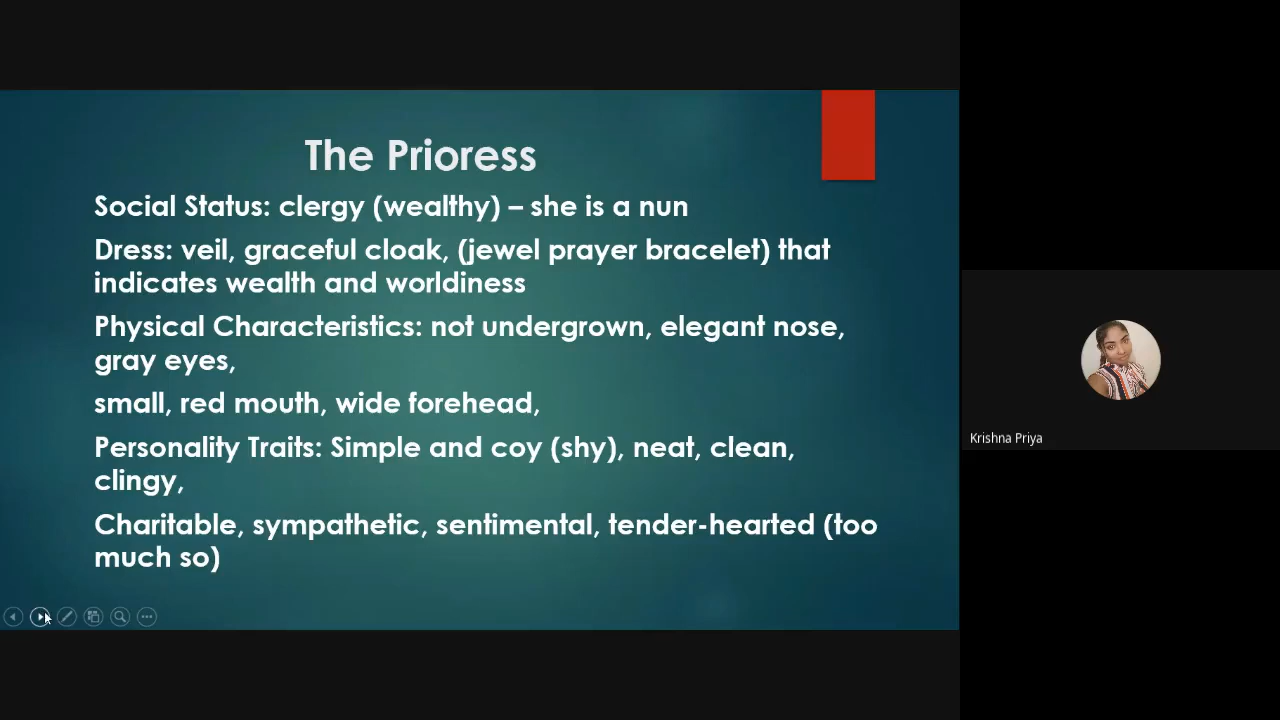 The Prioress
Social Status: clergy (wealthy) – she is a nun
Dress: veil, graceful cloak, (jewel prayer bracelet) that
indicates wealth and worldiness
Physical Characteristics: not undergrown, elegant nose,
gray eyes,
small, red mouth, wide forehead,
Personality Traits: Simple and coy (shy), neat, clean,
clingy,
Charitable, sympathetic, sentimental, tender-hearted (too
much so)
Krishna Priya